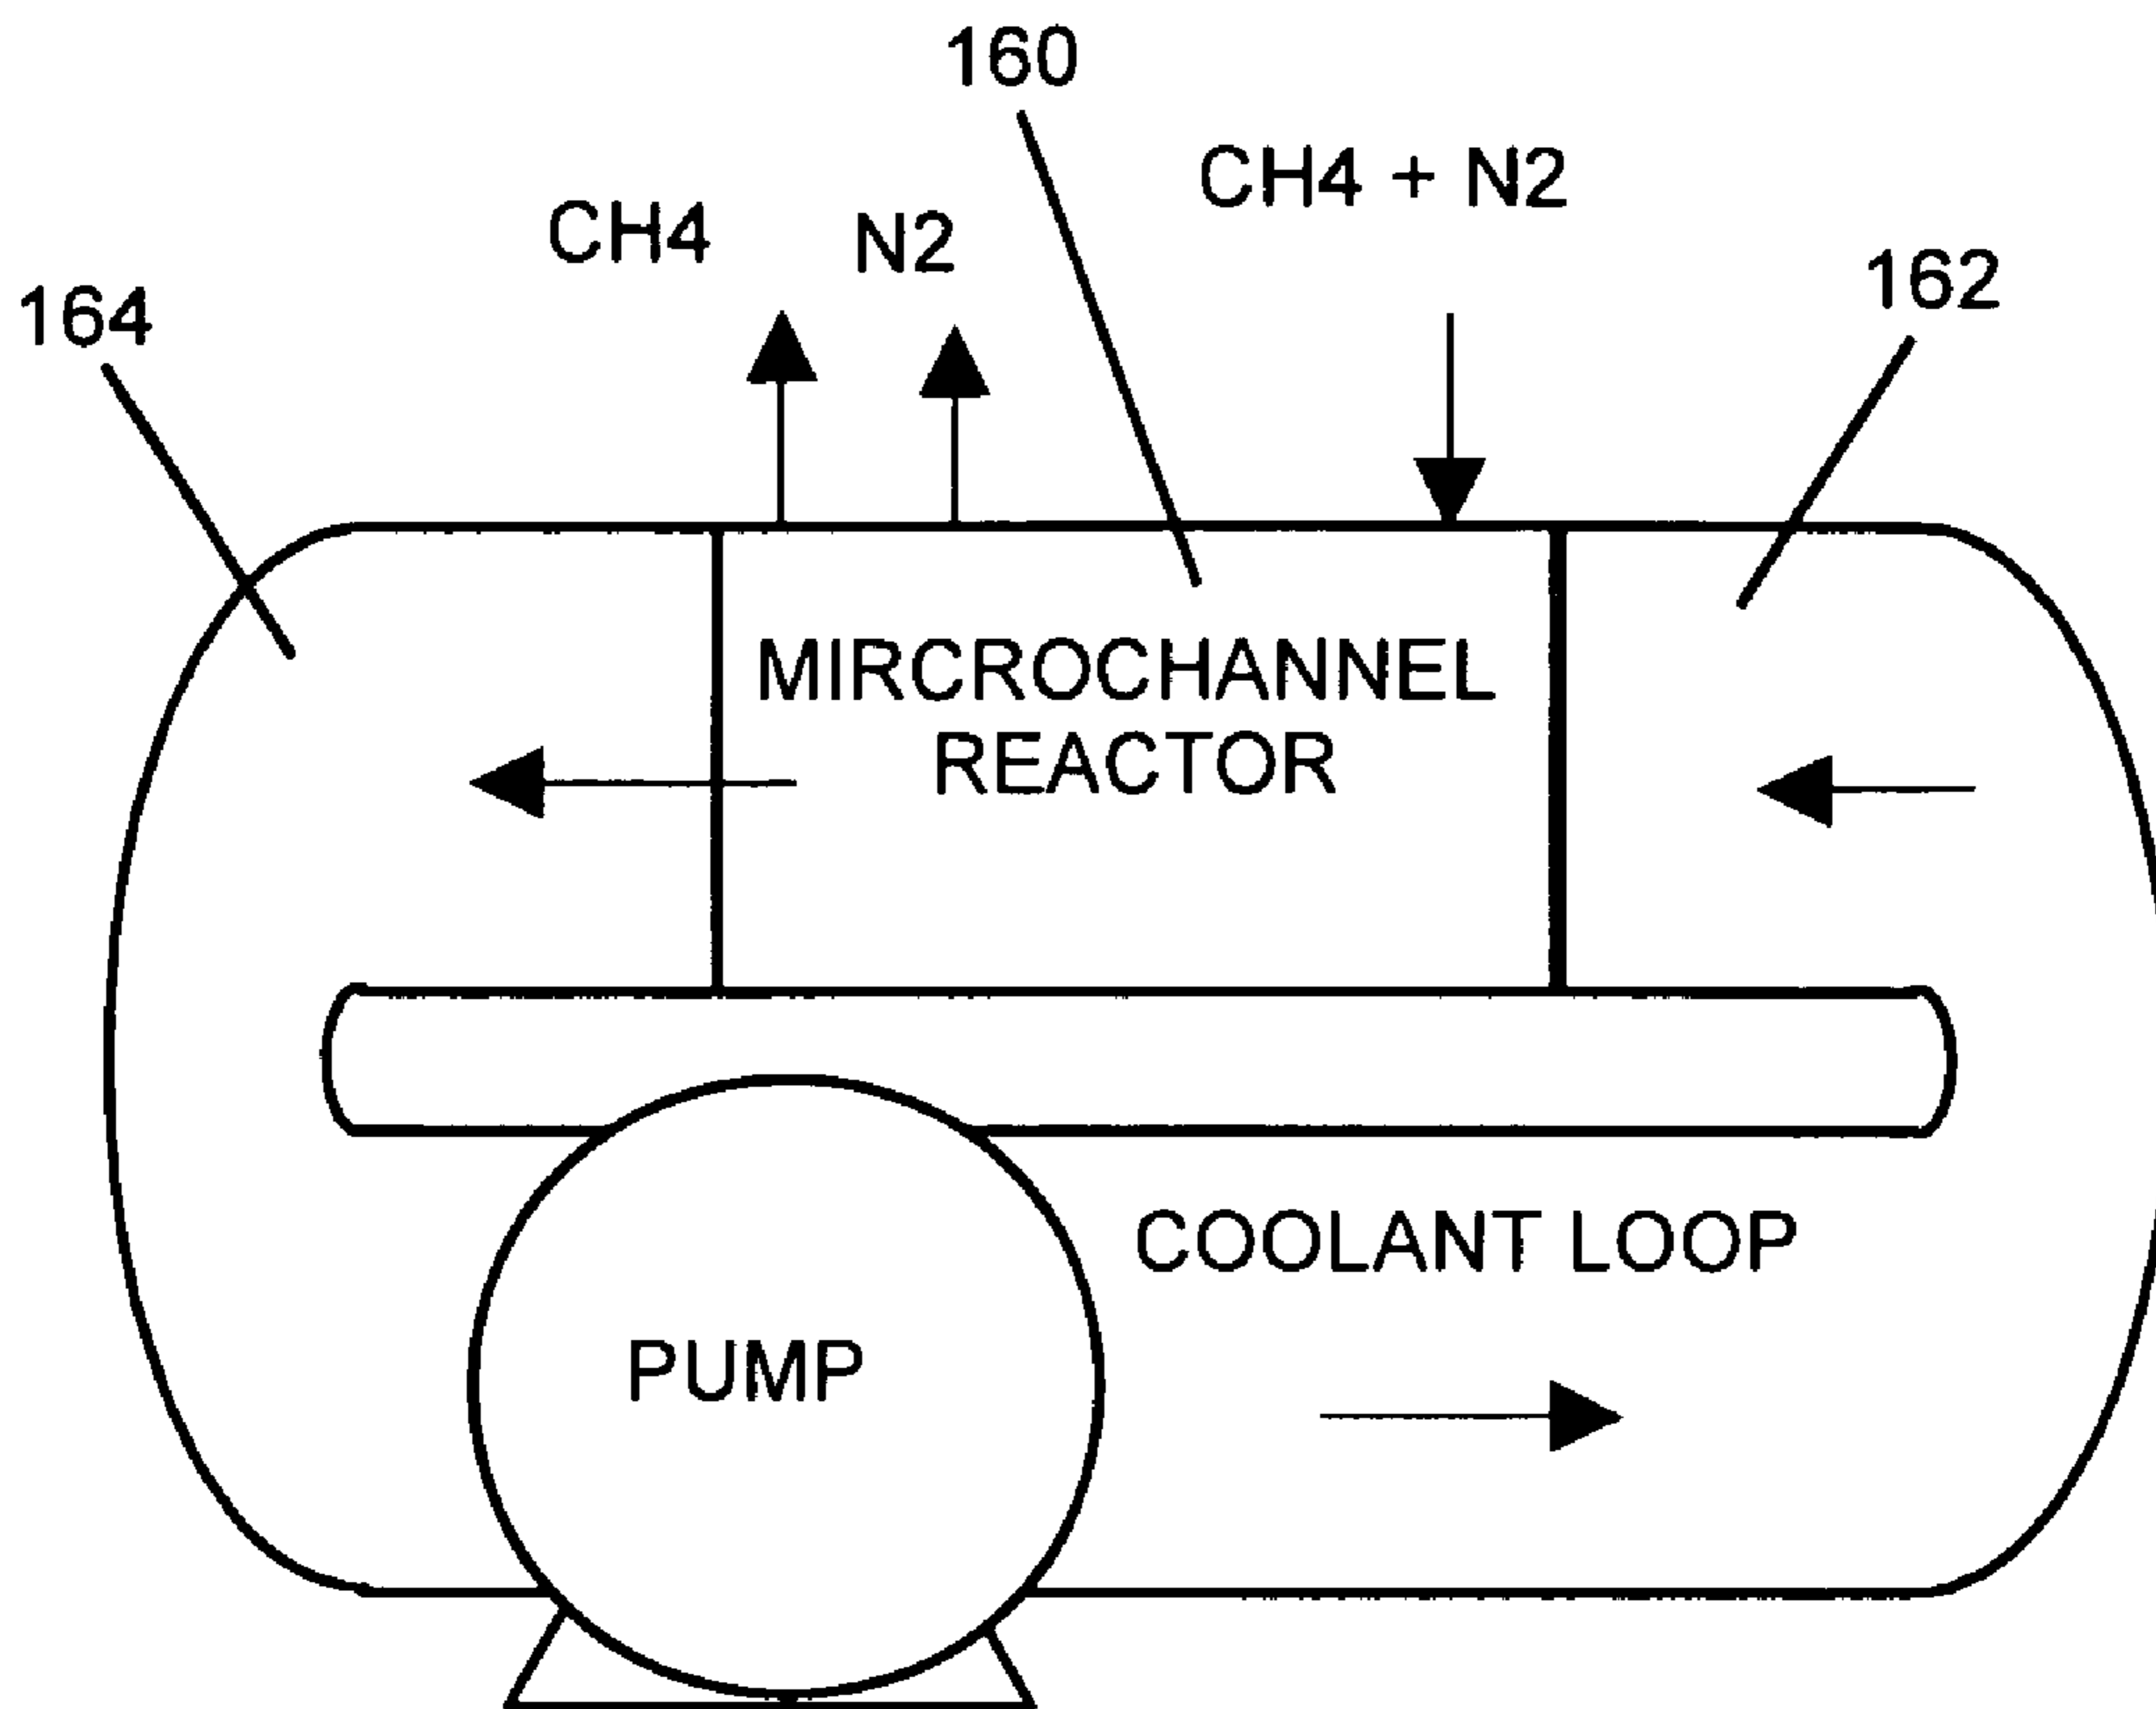 160
CH4 + N2
CH4
N2
162
164
MIRCROCHANNEL
REACTOR
COOLANT LOOP
PUMP